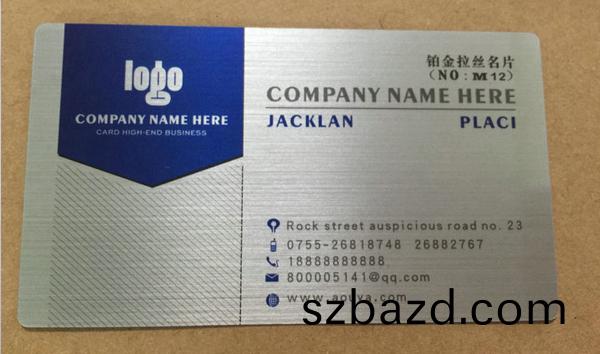 logo
COMPANY NAME HERE
CARD HIGH-END BUSINESS
铂金拉丝名片
(NO:M12)
COMPANY NAME HERE
JACKLAN PLACI
Rock street auspicious road no. 23
0755-26818748 26882767
18888888888
800005141@qq.com
szbazd.com